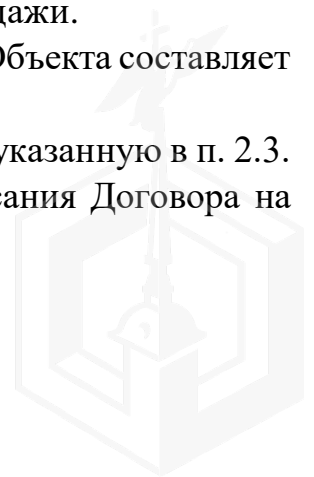 дажи.
Объекта составляет
указанную в п. 2.3.
сания Договора на